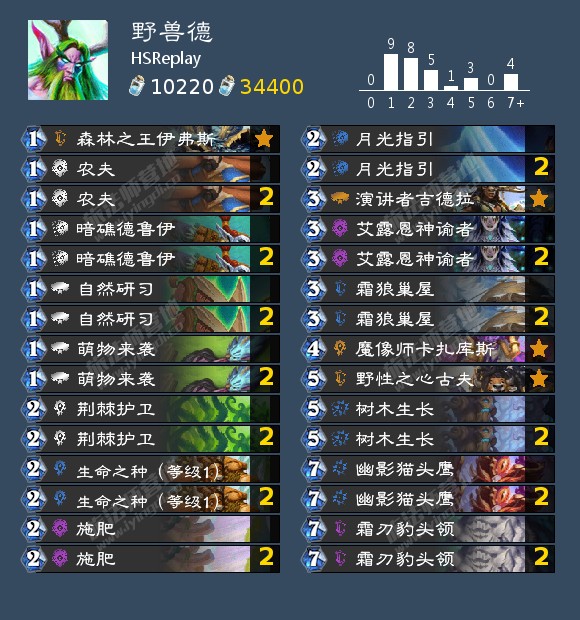 野兽德
HSReplay
10220 34400
0 9 8 5 1 3 0 4
0 1 2 3 4 5 6 7+
1 森林之王伊弗斯
1 农夫
1 农夫 2
1 暗礁德鲁伊
1 暗礁德鲁伊 2
1 自然研习
1 自然研习 2
1 萌物来袭
1 萌物来袭 2
2 荆棘护卫
2 荆棘护卫 2
2 生命之种（等级1）
2 生命之种（等级1） 2
2 施肥
2 施肥 2
2 月光指引
2 月光指引 2
3 演讲者古德拉
3 艾露恩神谕者
3 艾露恩神谕者 2
3 霜狼巢屋
3 霜狼巢屋 2
4 魔像师卡扎库斯
5 野性之心古夫
5 树木生长
5 树木生长 2
7 幽影猫头鹰
7 幽影猫头鹰 2
7 霜刃豹头领
7 霜刃豹头领 2